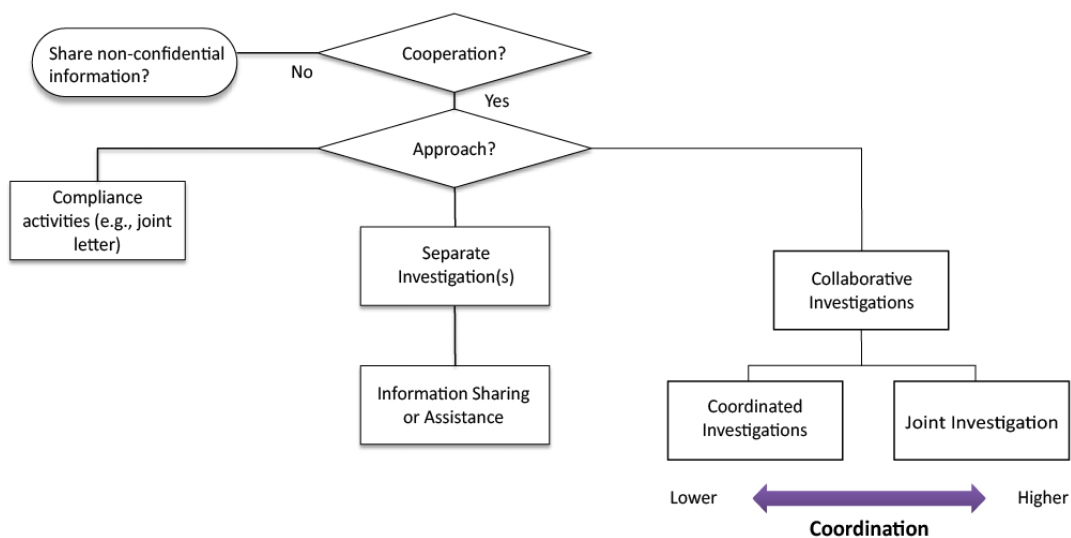 Share non-confidential
information?
No
Cooperation?
Yes
Approach?
Compliance
activities (e.g., joint
letter)
Separate
Investigation(s)
Collaborative
Investigations
Information Sharing
or Assistance
Coordinated
Investigations
Joint Investigation
Lower
Higher
Coordination